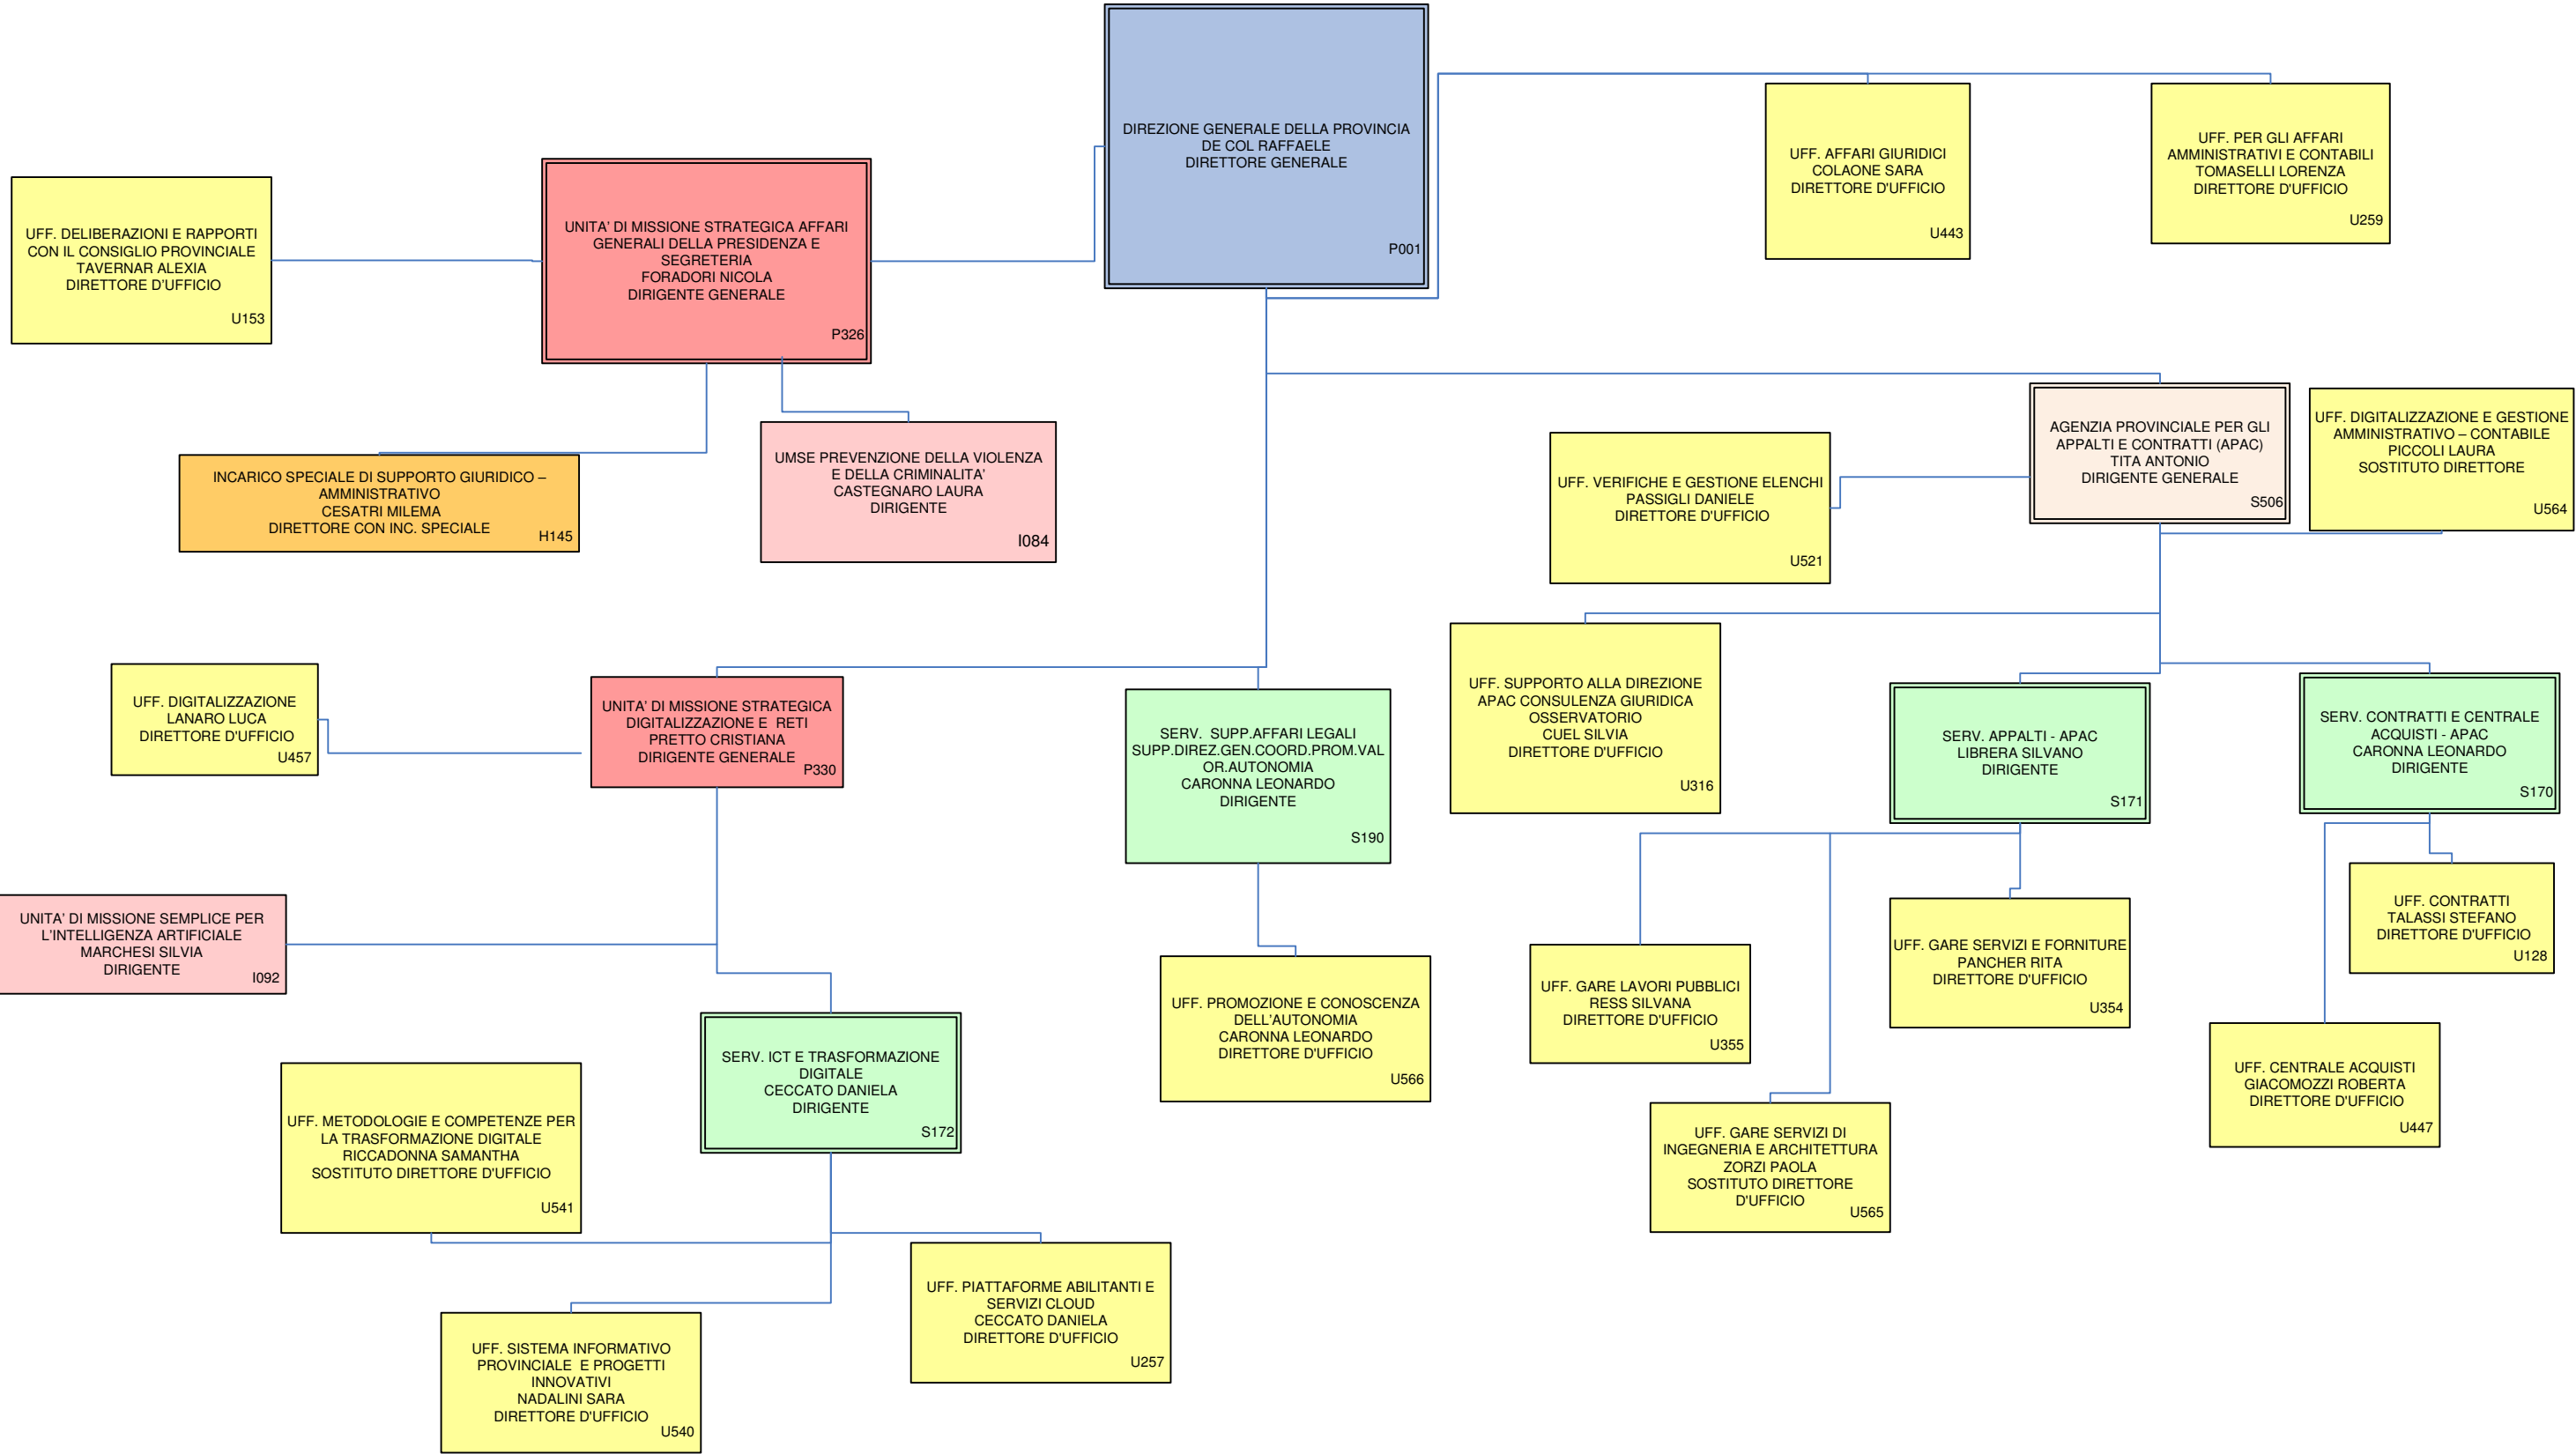 DIREZIONE GENERALE DELLA PROVINCIA
DE COL RAFFAELE
DIRETTORE GENERALE
P001
UFF. AFFARI GIURIDICI
COLAONE SARA
DIRETTORE D'UFFICIO
U443
UFF. PER GLI AFFARI
AMMINISTRATIVI E CONTABILI
TOMASELLI LORENZA
DIRETTORE D'UFFICIO
U259
UFF. DELIBERAZIONI E RAPPORTI
CON IL CONSIGLIO PROVINCIALE
TAVERNAR ALEXIA
DIRETTORE D'UFFICIO
U153
UNITA' DI MISSIONE STRATEGICA AFFARI
GENERALI DELLA PRESIDENZA E
SEGRETERIA
FORADORI NICOLA
DIRIGENTE GENERALE
P326
INCARICO SPECIALE DI SUPPORTO GIURIDICO –
AMMINISTRATIVO
CESATRI MILEMA
DIRETTORE CON INC. SPECIALE
H145
UMSE PREVENZIONE DELLA VIOLENZA
E DELLA CRIMINALITA'
CASTEGNARO LAURA
DIRIGENTE
I084
UFF. VERIFICHE E GESTIONE ELENCHI
PASSIGLI DANIELE
DIRETTORE D'UFFICIO
U521
AGENZIA PROVINCIALE PER GLI
APPALTI E CONTRATTI (APAC)
TITA ANTONIO
DIRIGENTE GENERALE
S506
UFF. DIGITALIZZAZIONE E GESTIONE
AMMINISTRATIVO – CONTABILE
PICCOLI LAURA
SOSTITUTO DIRETTORE
U564
UFF. DIGITALIZZAZIONE
LANARO LUCA
DIRETTORE D'UFFICIO
U457
UNITA' DI MISSIONE STRATEGICA
DIGITALIZZAZIONE E  RETI
PRETTO CRISTIANA
DIRIGENTE GENERALE
P330
SERV.  SUPP.AFFARI LEGALI
SUPP.DIREZ.GEN.COORD.PROM.VAL
OR.AUTONOMIA
CARONNA LEONARDO
DIRIGENTE
S190
UFF. SUPPORTO ALLA DIREZIONE
APAC CONSULENZA GIURIDICA
OSSERVATORIO
CUEL SILVIA
DIRETTORE D'UFFICIO
U316
SERV. APPALTI - APAC
LIBRERA SILVANO
DIRIGENTE
S171
SERV. CONTRATTI E CENTRALE
ACQUISTI - APAC
CARONNA LEONARDO
DIRIGENTE
S170
UNITA' DI MISSIONE SEMPLICE PER
L'INTELLIGENZA ARTIFICIALE
MARCHESI SILVIA
DIRIGENTE
I092
UFF. PROMOZIONE E CONOSCENZA
DELL'AUTONOMIA
CARONNA LEONARDO
DIRETTORE D'UFFICIO
U566
UFF. GARE LAVORI PUBBLICI
RESS SILVANA
DIRETTORE D'UFFICIO
U355
UFF. GARE SERVIZI E FORNITURE
PANCHER RITA
DIRETTORE D'UFFICIO
U354
UFF. CONTRATTI
TALASSI STEFANO
DIRETTORE D'UFFICIO
U128
UFF. CENTRALE ACQUISTI
GIACOMOZZI ROBERTA
DIRETTORE D'UFFICIO
U447
UFF. GARE SERVIZI DI
INGEGNERIA E ARCHITETTURA
ZORZI PAOLA
SOSTITUTO DIRETTORE
D'UFFICIO
U565
SERV. ICT E TRASFORMAZIONE
DIGITALE
CECCATO DANIELA
DIRIGENTE
S172
UFF. METODOLOGIE E COMPETENZE PER
LA TRASFORMAZIONE DIGITALE
RICCADONNA SAMANTHA
SOSTITUTO DIRETTORE D'UFFICIO
U541
UFF. PIATTAFORME ABILITANTI E
SERVIZI CLOUD
CECCATO DANIELA
DIRETTORE D'UFFICIO
U257
UFF. SISTEMA INFORMATIVO
PROVINCIALE  E PROGETTI
INNOVATIVI
NADALINI SARA
DIRETTORE D'UFFICIO
U540